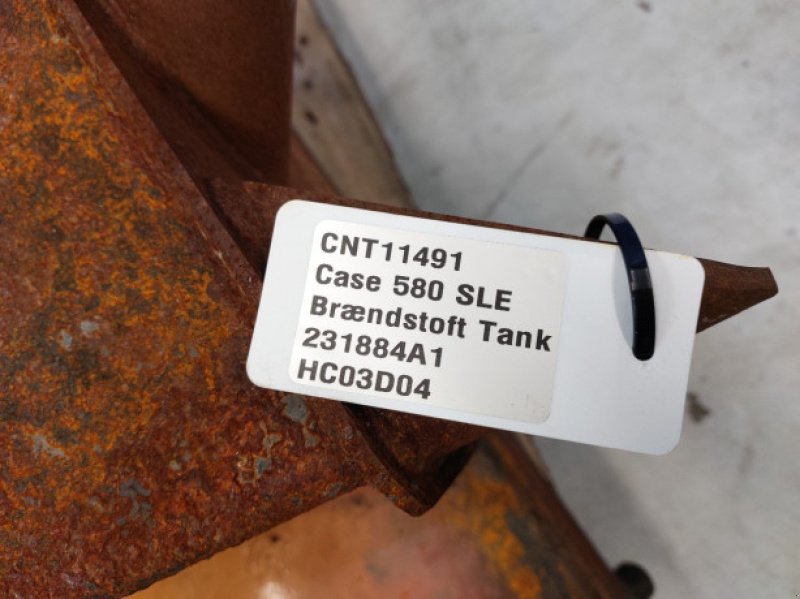 CNT11491
Case 580 SLE
Brændstoft Tank
231884A1
HC03D04